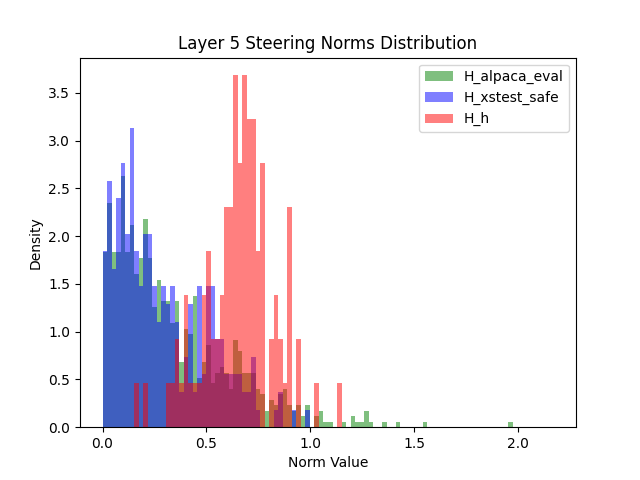 Layer 5 Steering Norms Distribution
H_alpaca_eval
H_xstest_safe
H_h
Density
3.5
3.0
2.5
2.0
1.5
1.0
0.5
0.0
0.0 0.5 1.0 1.5 2.0
Norm Value